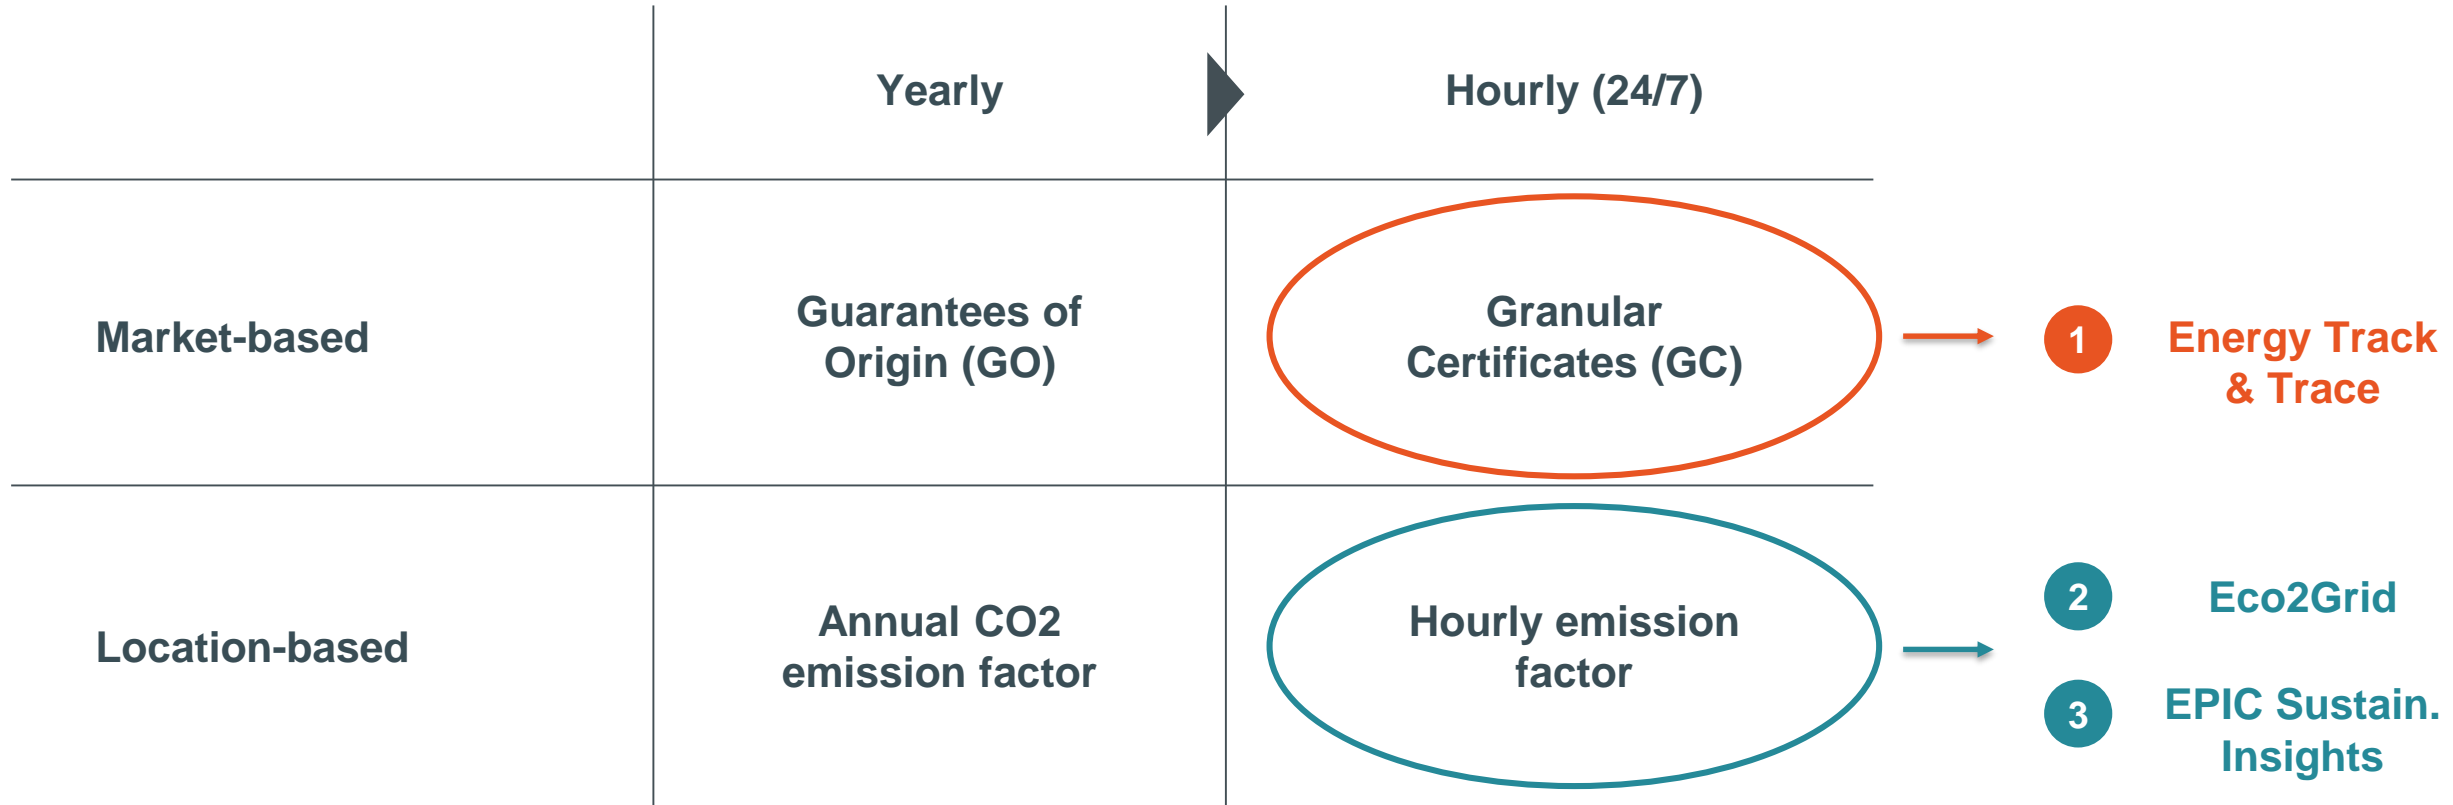 Yearly
Hourly (24/7)
Market-based
Guarantees of
Origin (GO)
Granular
Certificates (GC)
1
Energy Track
& Trace
Location-based
Annual CO2
emission factor
Hourly emission
factor
2
Eco2Grid
3
EPIC Sustain.
Insights